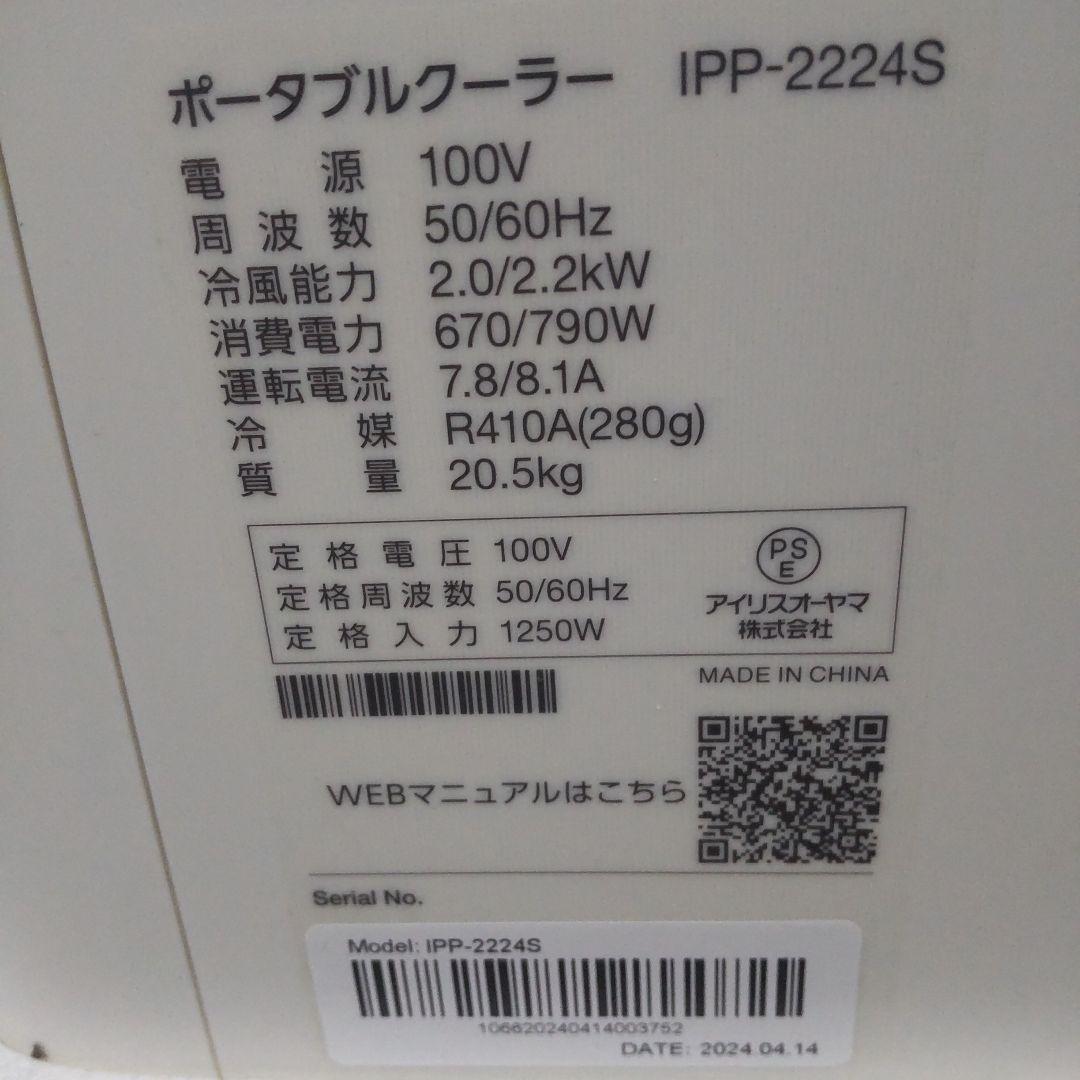 ポータブルクーラー IPP-2224S
電源 100V
周波数 50/60Hz
冷風能力 2.0/2.2kW
消費電力 670/790W
運転電流 7.8/8.1A
冷媒 R410A(280g)
質量 20.5kg
定格電圧 100V
定格周波数 50/60Hz
定格入力 1250W
PS
E
アイリスオーヤマ
株式会社
MADE IN CHINA
WEBマニュアルはこちら
Serial No.
Model: IPP-2224S
106620240414003752
DATE: 2024.04.14